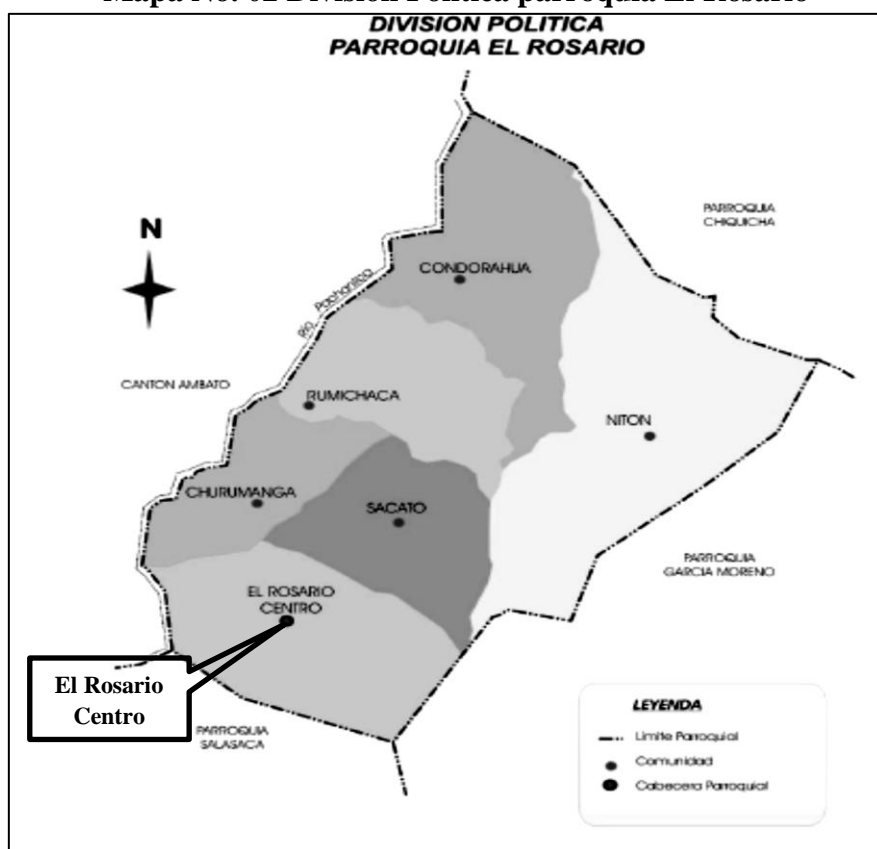 Mapa No. 02 División Política parroquia El Rosario
DIVISION POLITICA
PARROQUIA EL ROSARIO
PARROQUIA
CHIQUICHA
N
CONDORAHUA
Río Pachanlica
CANTON AMBATO
RUMICHACA
NITON
CHURUMANGA
SACATO
PARROQUIA
GARCIA MORENO
EL ROSARIO
CENTRO
El Rosario
Centro
PARROQUIA
SALASACA
LEYENDA
Limite Parroquial
Comunidad
Cabecera Parroquial